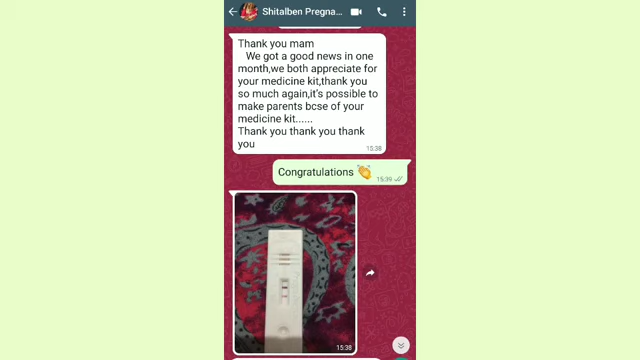 Shitalben Pregna...
Thank you mam
We got a good news in one
month,we both appreciate for
your medicine kit,thank you
so much again,it's possible to
make parents bcse of your
medicine kit......
Thank you thank you thank
you
15:38
Congratulations 👏
15:39
15:38